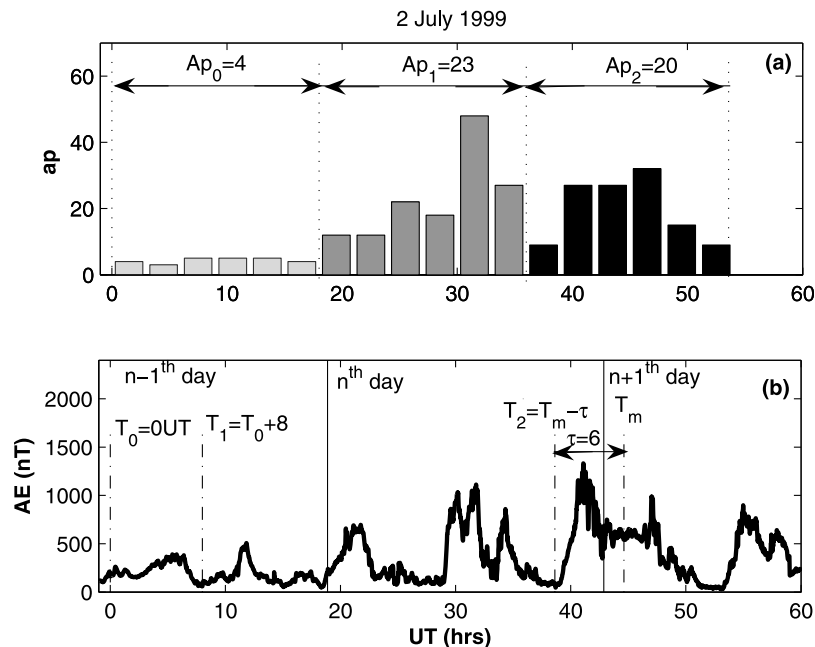 2 July 1999
(a)
Ap0=4 Ap1=23 Ap2=20
60
40
20
0
ap
0 10 20 30 40 50 60
n−1th day nth day n+1th day
(b)
2000
1500
1000
500
0
AE (nT)
T0=0UT T1=T0+8 T2=Tm−τ Tm
τ=6
0 10 20 30 40 50 60
UT (hrs)